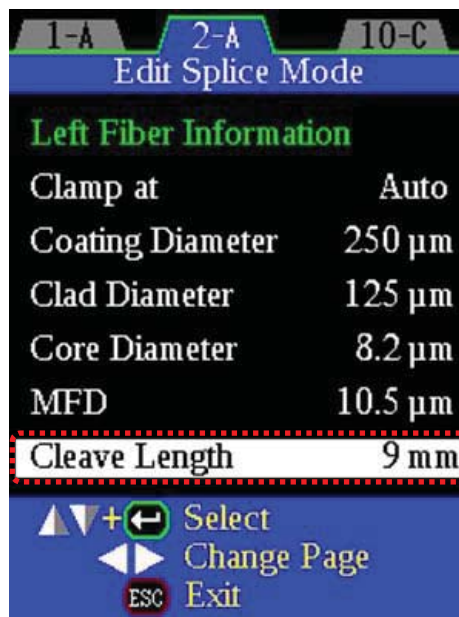 1-A 2-A 10-C
Edit Splice Mode
Left Fiber Information
Clamp at Auto
Coating Diameter 250 µm
Clad Diameter 125 µm
Core Diameter 8.2 µm
MFD 10.5 µm
Cleave Length 9 mm
+ Select
Change Page
ESC Exit